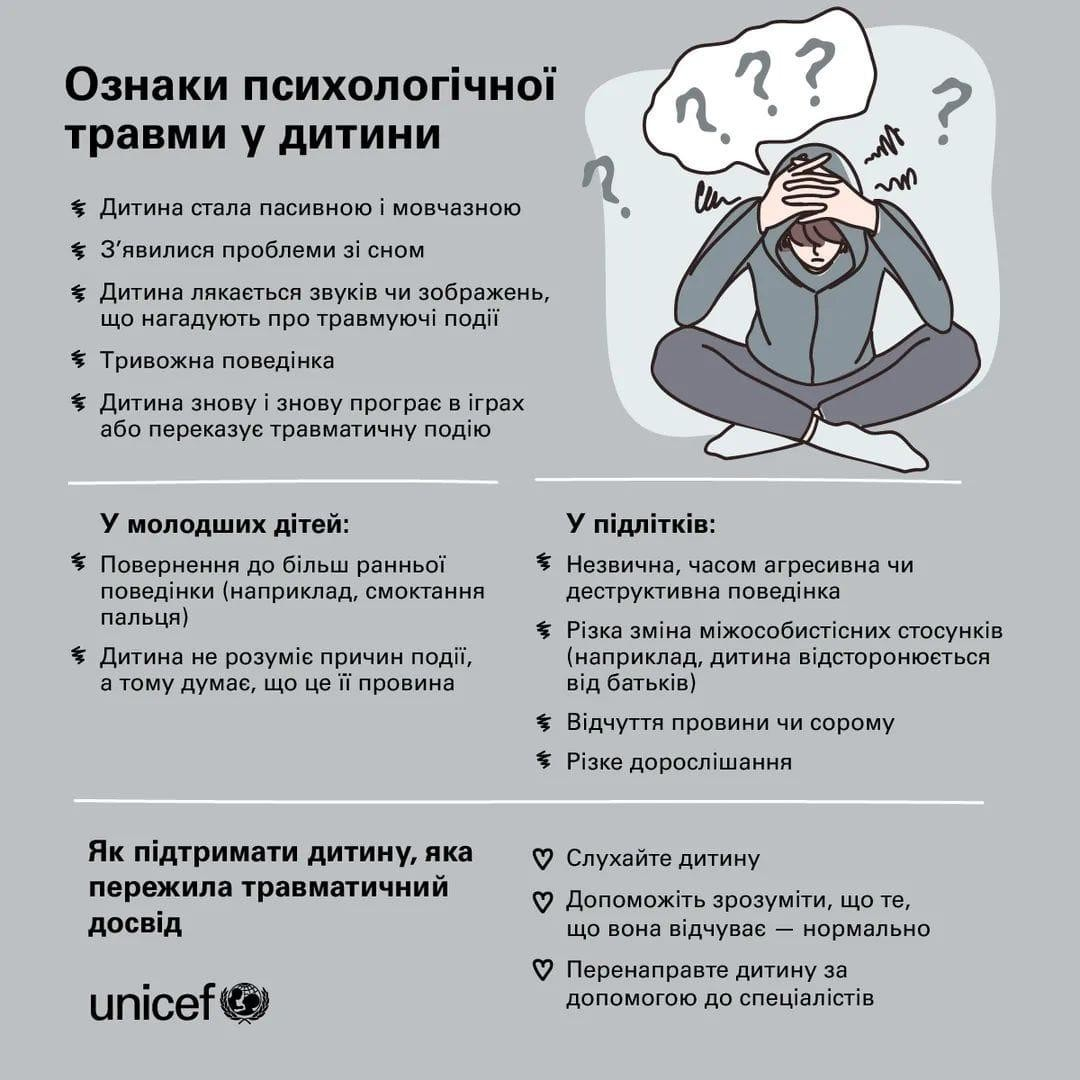 Ознаки психологічної
травми у дитини
Дитина стала пасивною і мовчазною
З’явилися проблеми зі сном
Дитина лякається звуків чи зображень,
що нагадують про травмуючі події
Тривожна поведінка
Дитина знову і знову програє в іграх
або переказує травматичну подію
? ? ?
?
?
У молодших дітей:
Повернення до більш ранньої
поведінки (наприклад, смоктання
пальця)
Дитина не розуміє причин події,
а тому думає, що це її провина
У підлітків:
Незвична, часом агресивна чи
деструктивна поведінка
Різка зміна міжособистісних стосунків
(наприклад, дитина відсторонюється
від батьків)
Відчуття провини чи сорому
Різке дорослішання
Як підтримати дитину, яка
пережила травматичний
досвід
Слухайте дитину
Допоможіть зрозуміти, що те,
що вона відчуває — нормально
Перенаправте дитину за
допомогою до спеціалістів
unicef